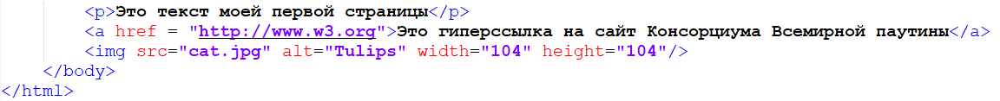 <p>Это текст моей первой страницы</p>
<a href = "http://www.w3.org">Это гиперссылка на сайт Консорциума Всемирной паутины</a>
<img src="cat.jpg" alt="Tulips" width="104" height="104"/>
</body>
</html>